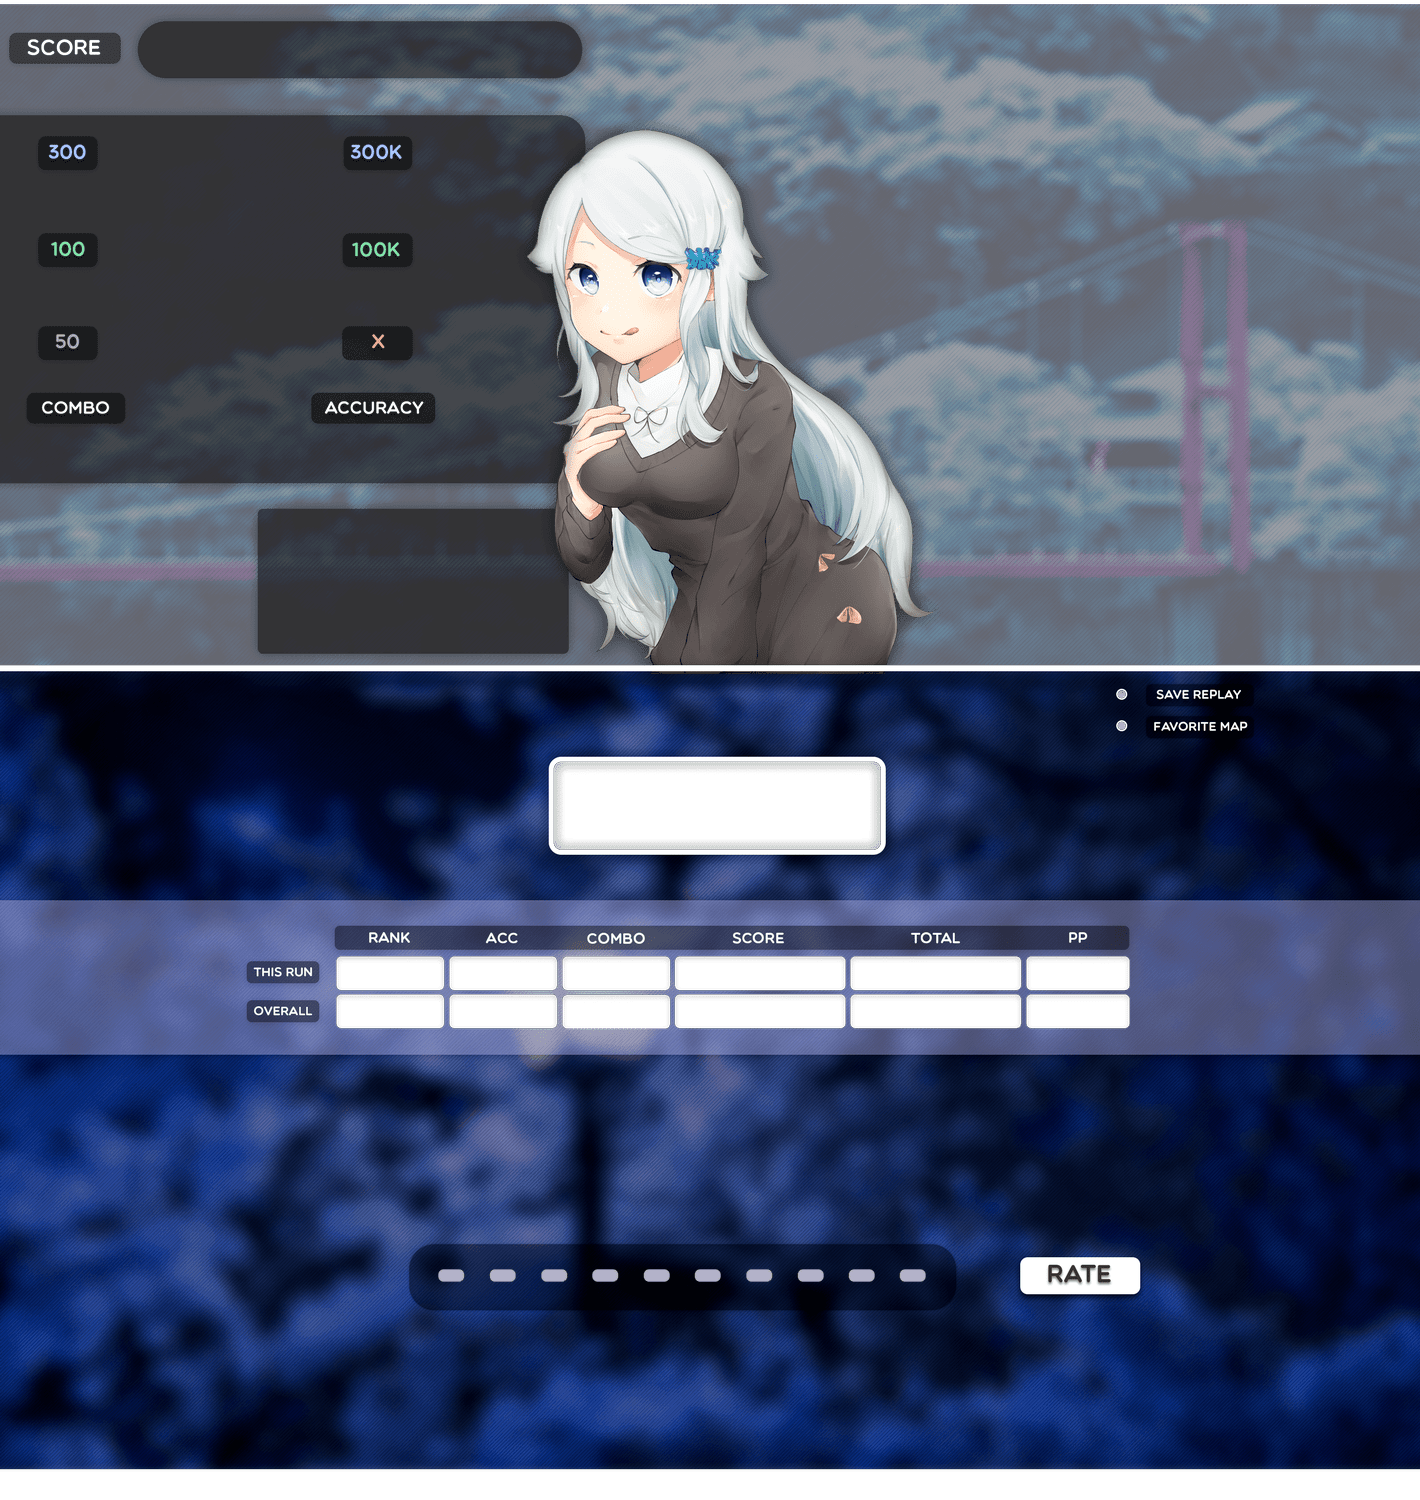 SCORE
300 300K
100 100K
50 X
COMBO ACCURACY
SAVE REPLAY
FAVORITE MAP
RANK ACC COMBO SCORE TOTAL PP
THIS RUN
OVERALL
RATE